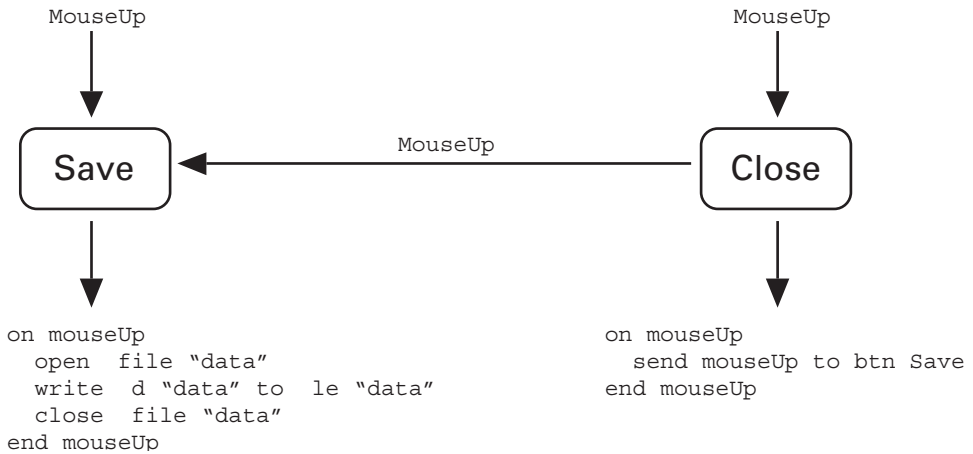 MouseUp
MouseUp
Save
MouseUp
Close
on mouseUp
  open  file “data”
  write  d “data” to  le “data”
  close  file “data”
end mouseUp
on mouseUp
  send mouseUp to btn Save
end mouseUp